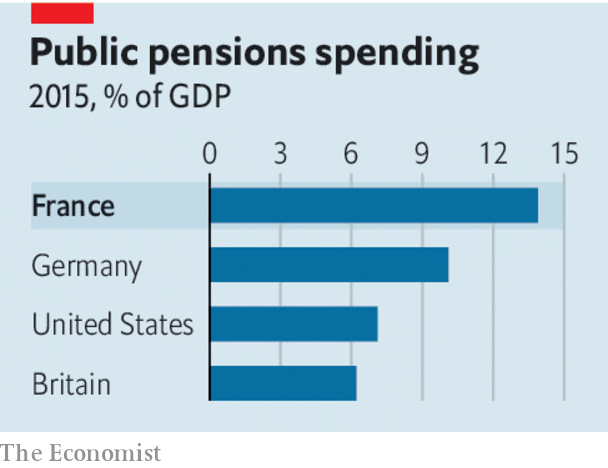 Public pensions spending
2015, % of GDP
0 3 6 9 12 15
France
Germany
United States
Britain
The Economist